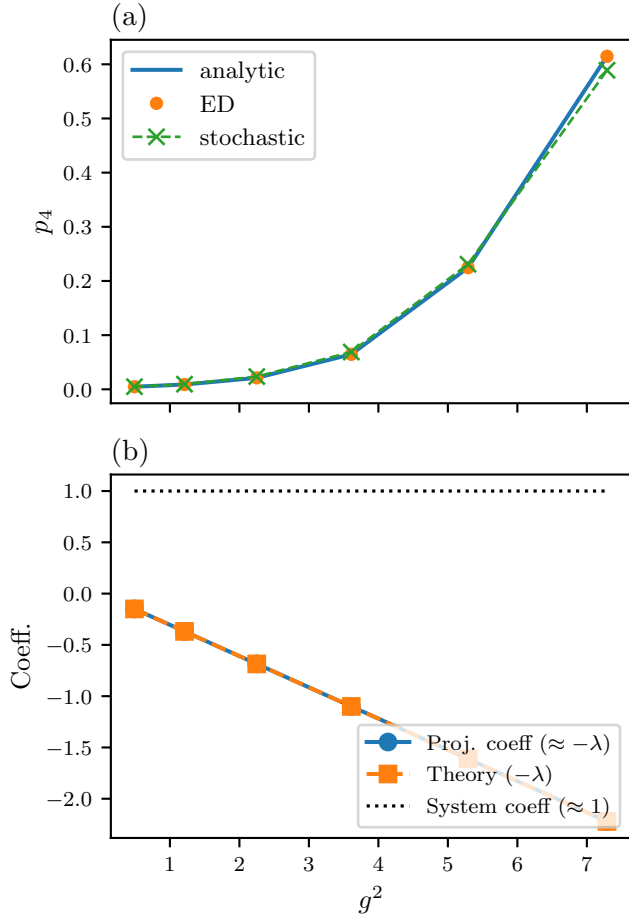 (a)
0.6
0.5
0.4
0.3
0.2
0.1
0.0
p₄
analytic
ED
stochastic
(b)
1.0
0.5
0.0
−0.5
−1.0
−1.5
−2.0
Coeff.
Proj. coeff (≈ −λ)
Theory (−λ)
System coeff (≈ 1)
1 2 3 4 5 6 7
g²